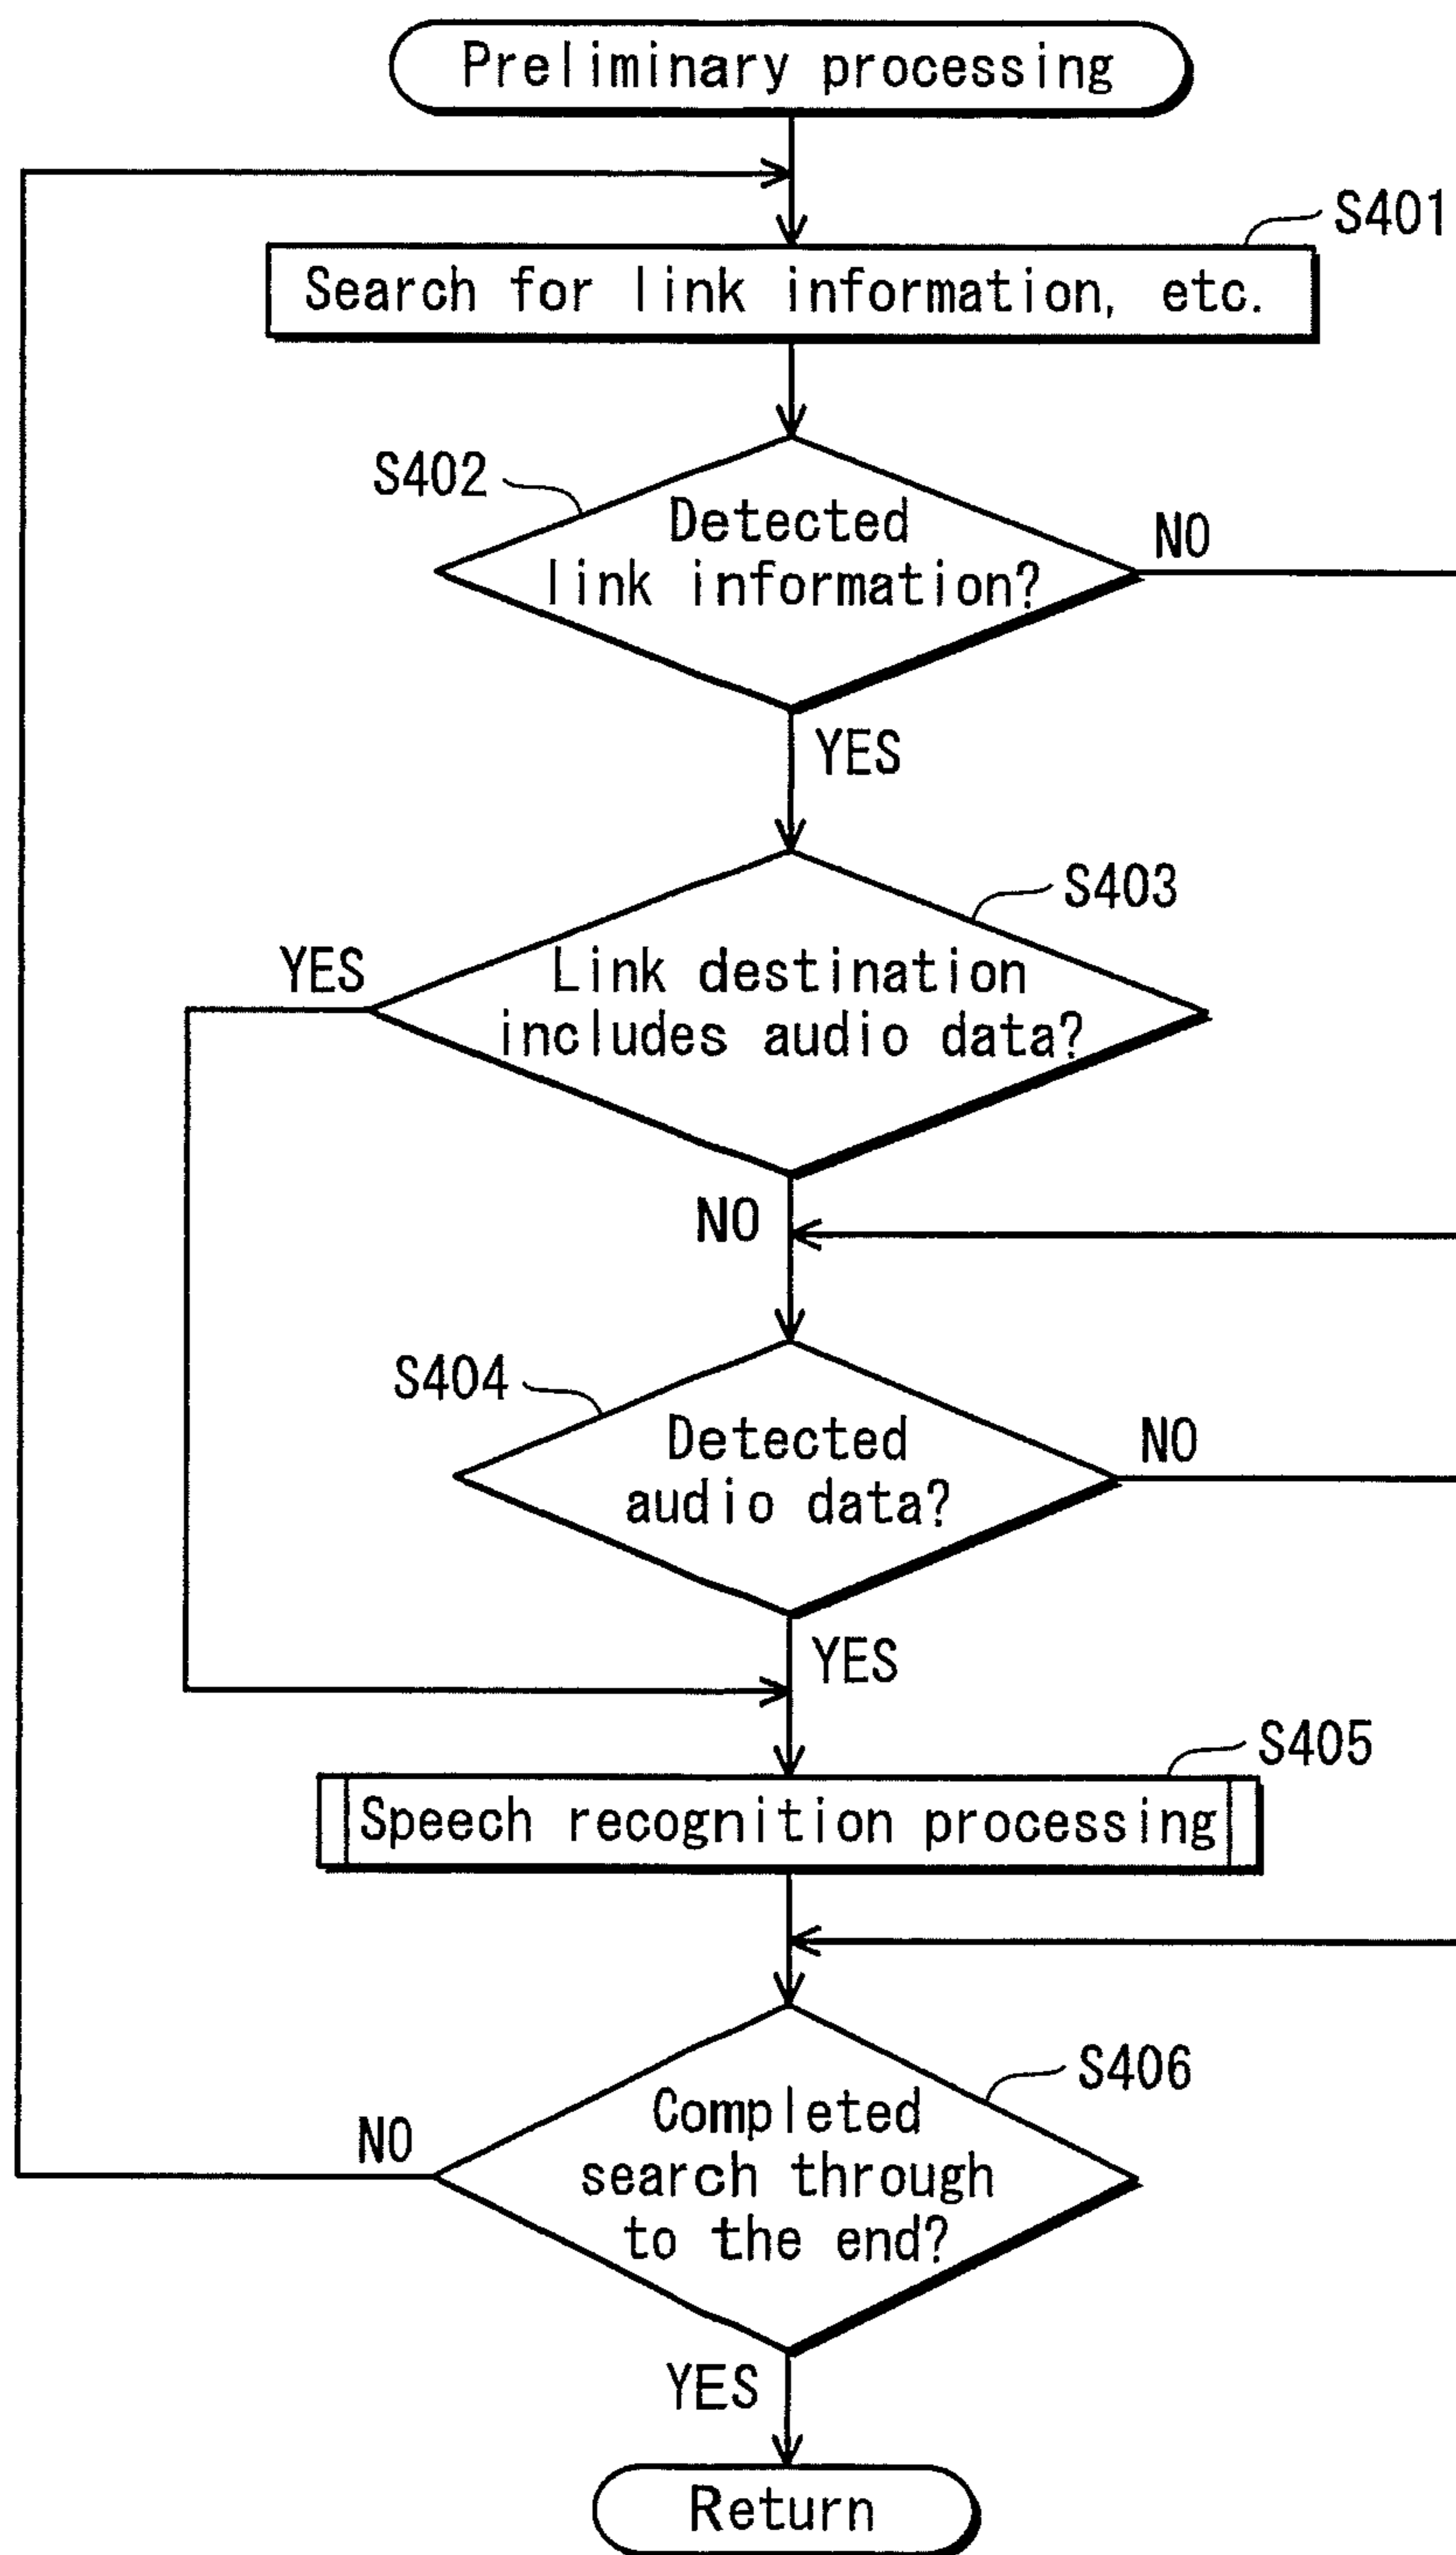 Preliminary processing
S401
Search for link information, etc.
S402
Detected
link information?
NO
YES
S403
YES
Link destination
includes audio data?
NO
S404
Detected
audio data?
NO
YES
S405
Speech recognition processing
S406
Completed
search through
to the end?
NO
YES
Return